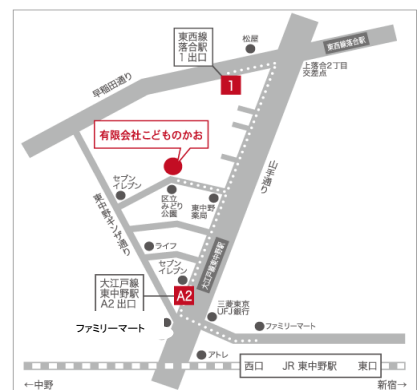 東西線
落合駅
1 出口
松屋
東西線落合駅
早稲田通り
1
上落合2丁目
交差点
有限会社こどものかお
山手通り
セブン
イレブン
区立
みどり
公園
東中野
薬局
東中野ギンザ通り
ライフ
大江戸線東中野駅
セブン
イレブン
大江戸線
東中野駅
A2 出口
A2
三菱東京
UFJ銀行
ファミリーマート
ファミリーマート
アトレ
西口 JR 東中野駅 東口
←中野
新宿→